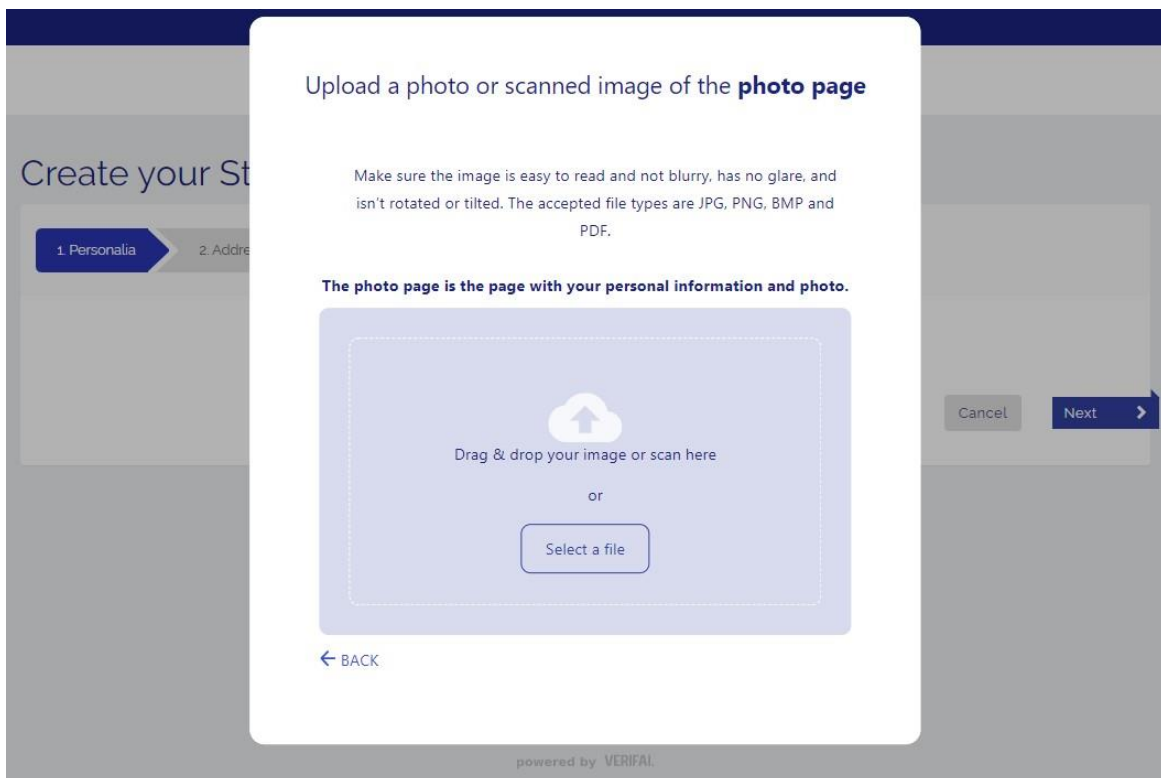 Upload a photo or scanned image of the photo page
Create your St
Make sure the image is easy to read and not blurry, has no glare, and
isn't rotated or tilted. The accepted file types are JPG, PNG, BMP and
PDF.
1. Personalia
2. Addre
The photo page is the page with your personal information and photo.
Drag & drop your image or scan here
or
Select a file
Cancel
Next
BACK
powered by VERIFAI.